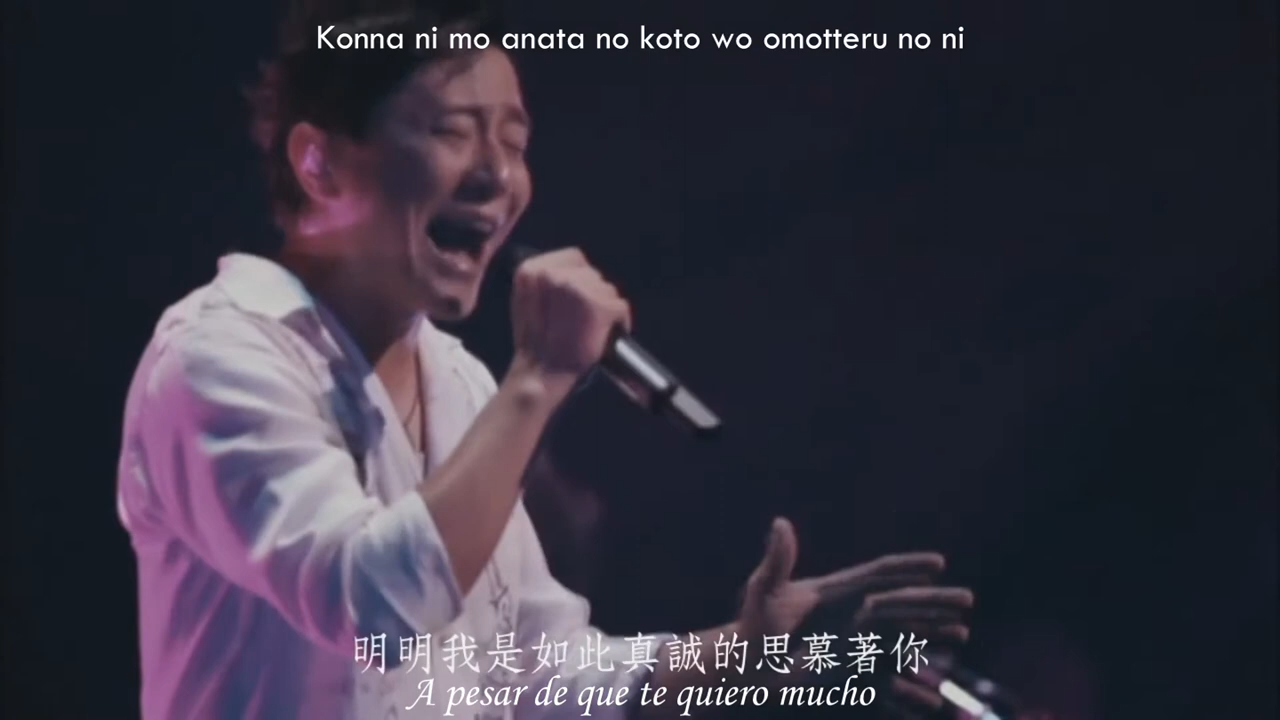 Konna ni mo anata no koto wo omotteru no ni
明明我是如此真誠的思慕著你
A pesar de que te quiero mucho